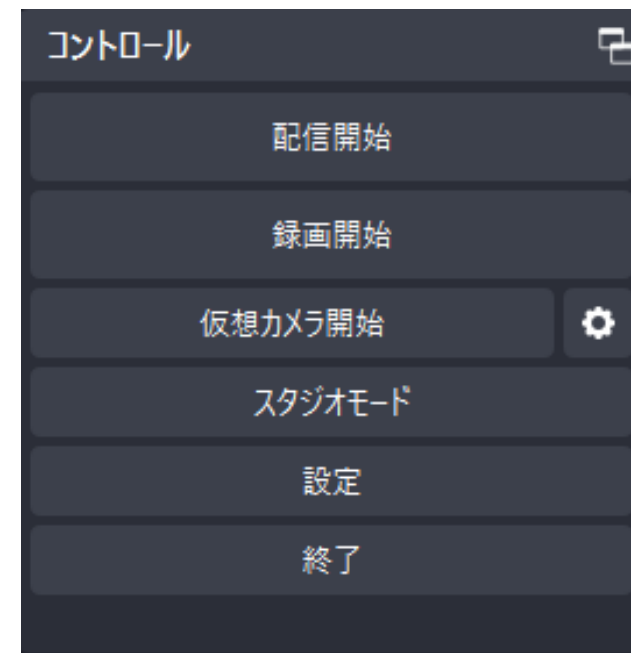 コントロール
配信開始
録画開始
仮想カメラ開始
スタジオモード
設定
終了